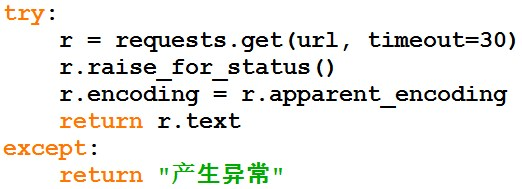 try:
    r = requests.get(url, timeout=30)
    r.raise_for_status()
    r.encoding = r.apparent_encoding
    return r.text
except:
    return "产生异常"